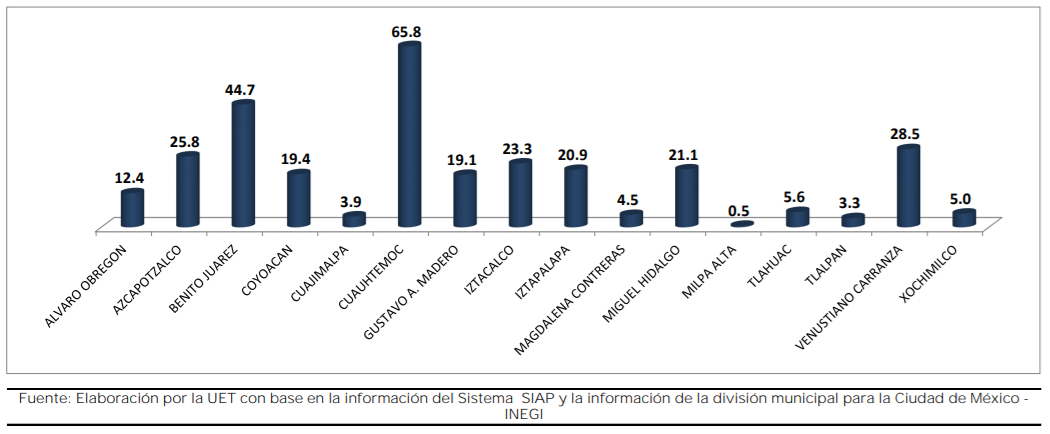 65.8
44.7
28.5
25.8
23.3
20.9
21.1
19.4
19.1
12.4
3.9
4.5
0.5
5.6
3.3
5.0
ALVARO OBREGON
AZCAPOTZALCO
BENITO JUAREZ
COYOACAN
CUAJIMALPA
CUAUHTEMOC
GUSTAVO A. MADERO
IZTACALCO
IZTAPALAPA
MAGDALENA CONTRERAS
MIGUEL HIDALGO
MILPA ALTA
TLAHUAC
TLALPAN
VENUSTIANO CARRANZA
XOCHIMILCO
Fuente: Elaboración por la UET con base en la información del Sistema SIAP y la información de la división municipal para la Ciudad de México -
INEGI